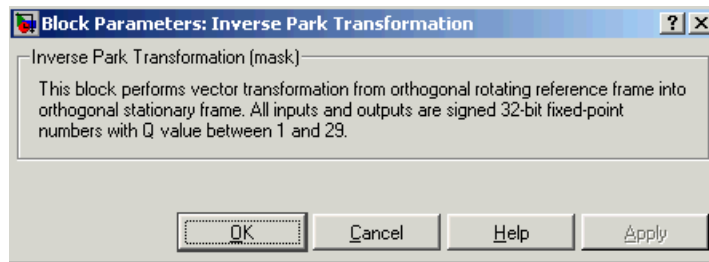 Block Parameters: Inverse Park Transformation
Inverse Park Transformation (mask)
This block performs vector transformation from orthogonal rotating reference frame into
orthogonal stationary frame. All inputs and outputs are signed 32-bit fixed-point
numbers with Q value between 1 and 29.
OK Cancel Help Apply